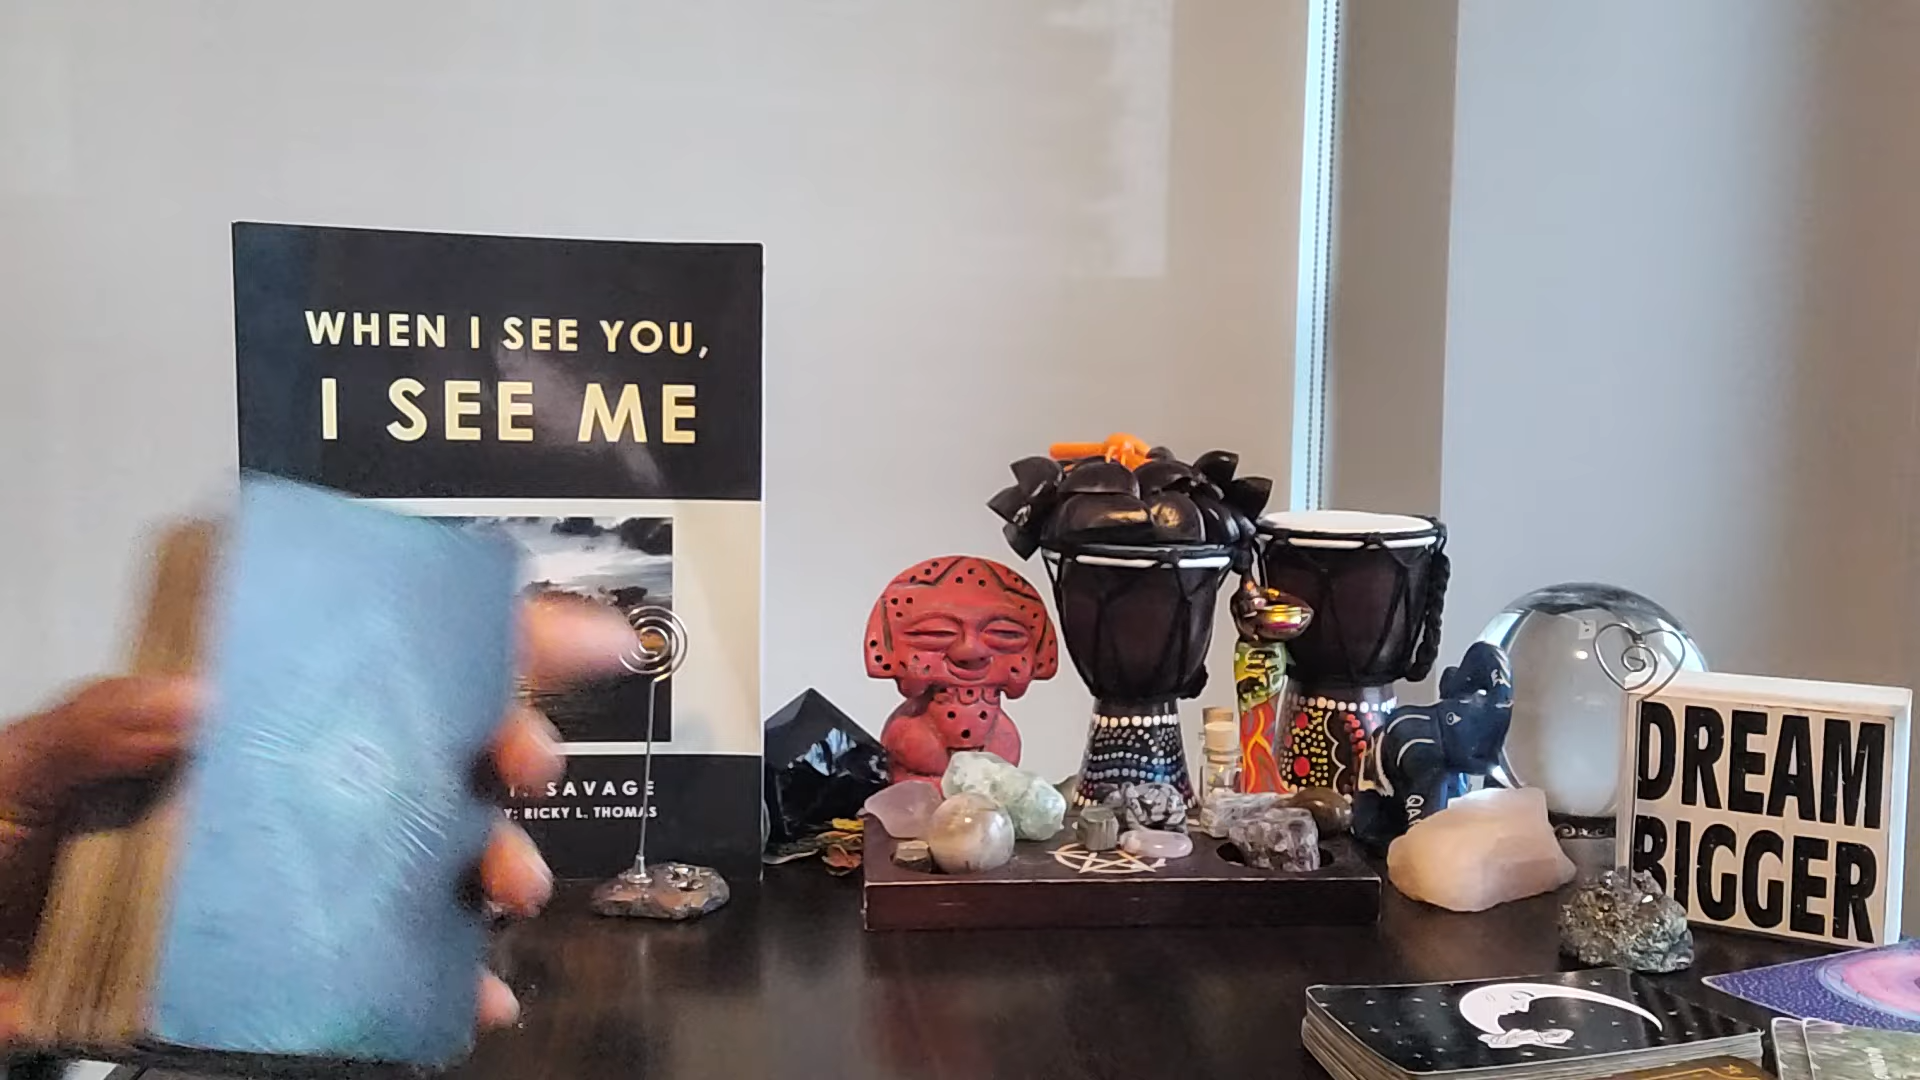 WHEN I SEE YOU,
I SEE ME
SAVAGE
RICKY L. THOMAS
DREAM
BIGGER